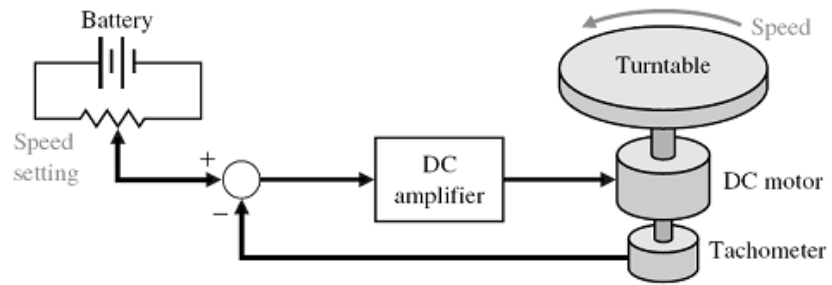 Battery
Speed
Turntable
Speed
setting
+
−
DC
amplifier
DC motor
Tachometer